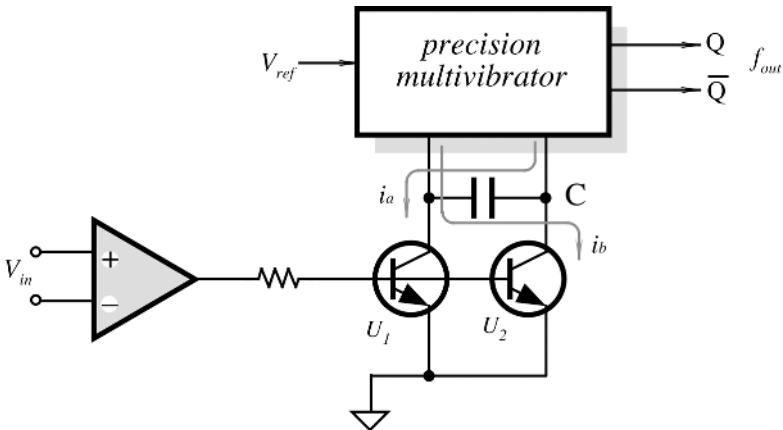 precision
multivibrator
V_ref
Q
Q̅
f_out
i_a
C
i_b
V_in
+
−
U_1
U_2